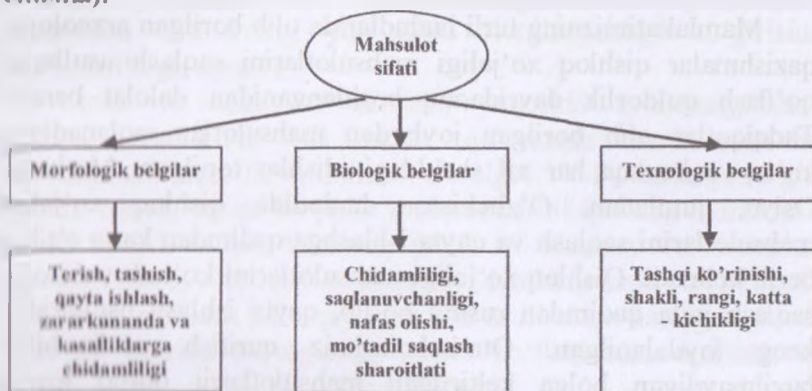 Mahsulot
sifati
Morfologik belgilar
Biologik belgilar
Texnologik belgilar
Terish, tashish,
qayta ishlash,
zararkunanda va
kasalliklarga
chidamliligi
Chidamliligi,
saqlanuvchanligi,
nafas olishi,
mo'tadil saqlash
sharoitlati
Tashqi ko'rinishi,
shakli, rangi, katta
- kichikligi